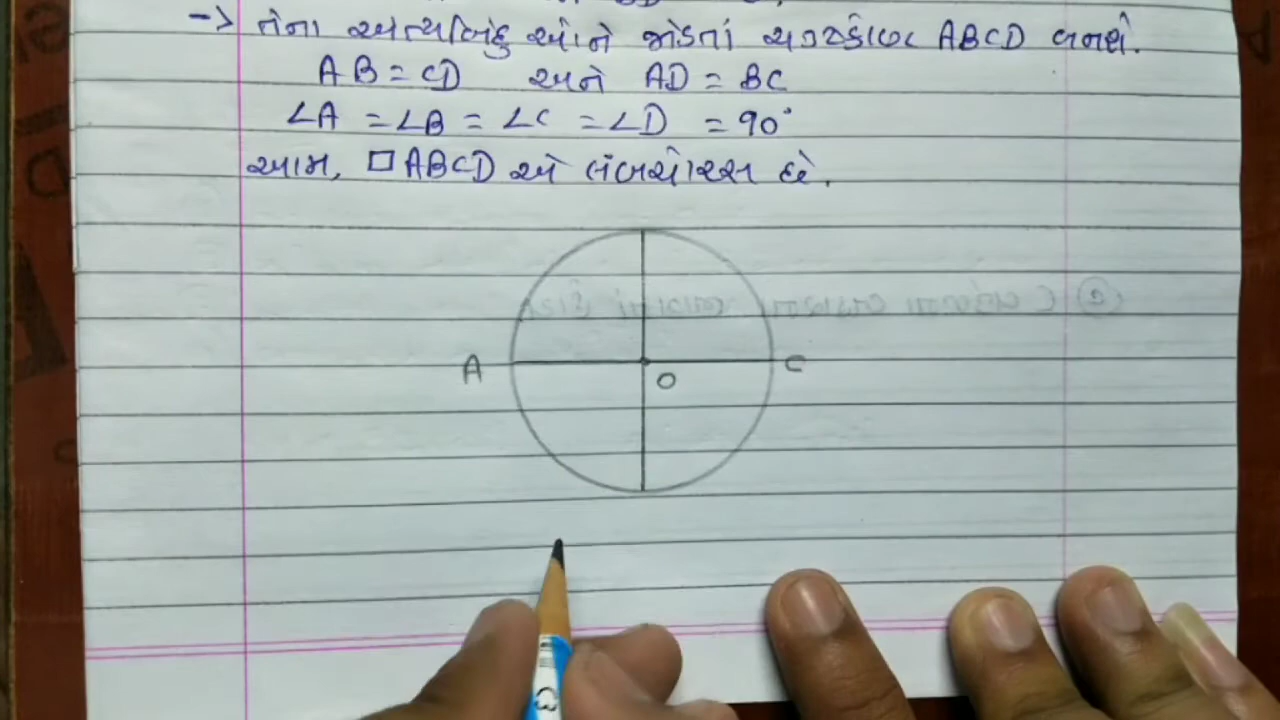 -> તેના અંત્યબિંદુ ઓને જોડતાં ચતુષ્કોણ ABCD બનશે.
AB = CD અને AD = BC
∠A = ∠B = ∠C = ∠D = 90°
આમ, □ABCD એ લંબચોરસ છે.
A
C
O